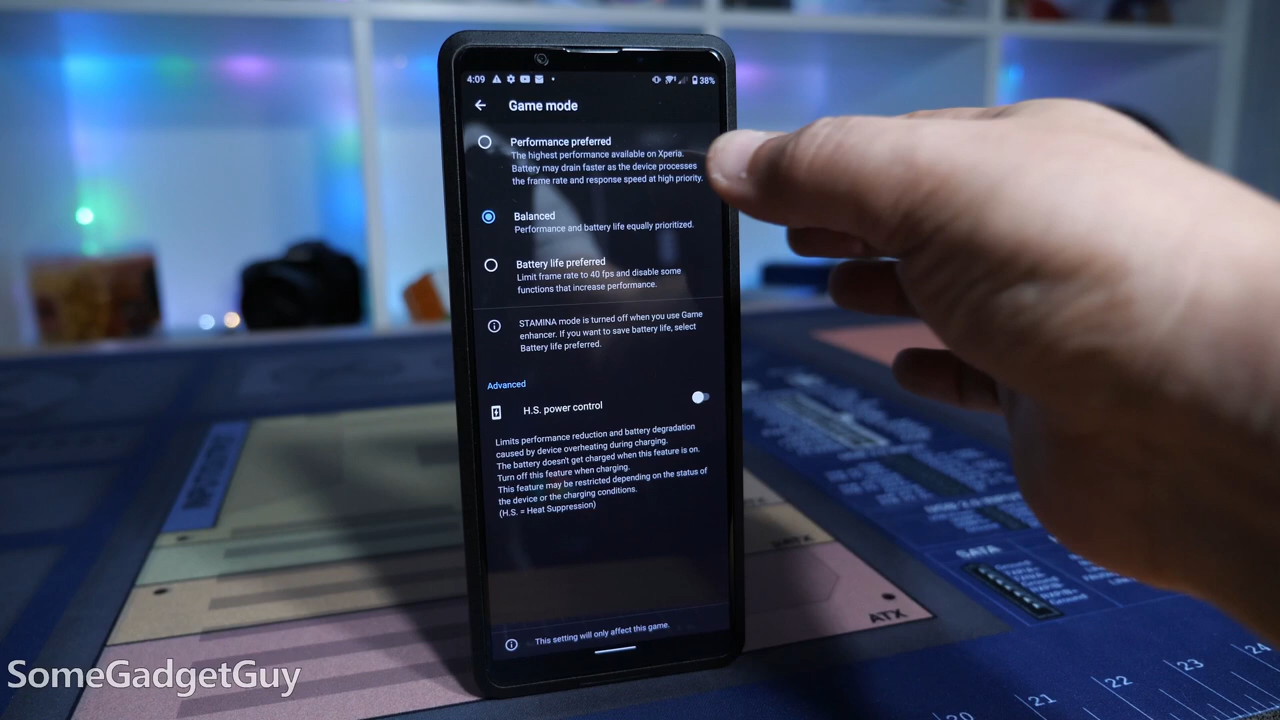 4:09
38%
Game mode
Performance preferred
The highest performance available on Xperia.
Battery may drain faster as the device processes
the frame rate and response speed at high priority.
Balanced
Performance and battery life equally prioritized.
Battery life preferred
Limit frame rate to 40 fps and disable some
functions that increase performance.
STAMINA mode is turned off when you use Game
enhancer. If you want to save battery life, select
Battery life preferred.
Advanced
H.S. power control
Limits performance reduction and battery degradation
caused by device overheating during charging.
The battery doesn't get charged when this feature is on.
Turn off this feature when charging.
This feature may be restricted depending on the status of
the device or the charging conditions.
(H.S. = Heat Suppression)
This setting will only affect this game.
SATA
Ground
ATX
20
21
22
23
24
SomeGadgetGuy